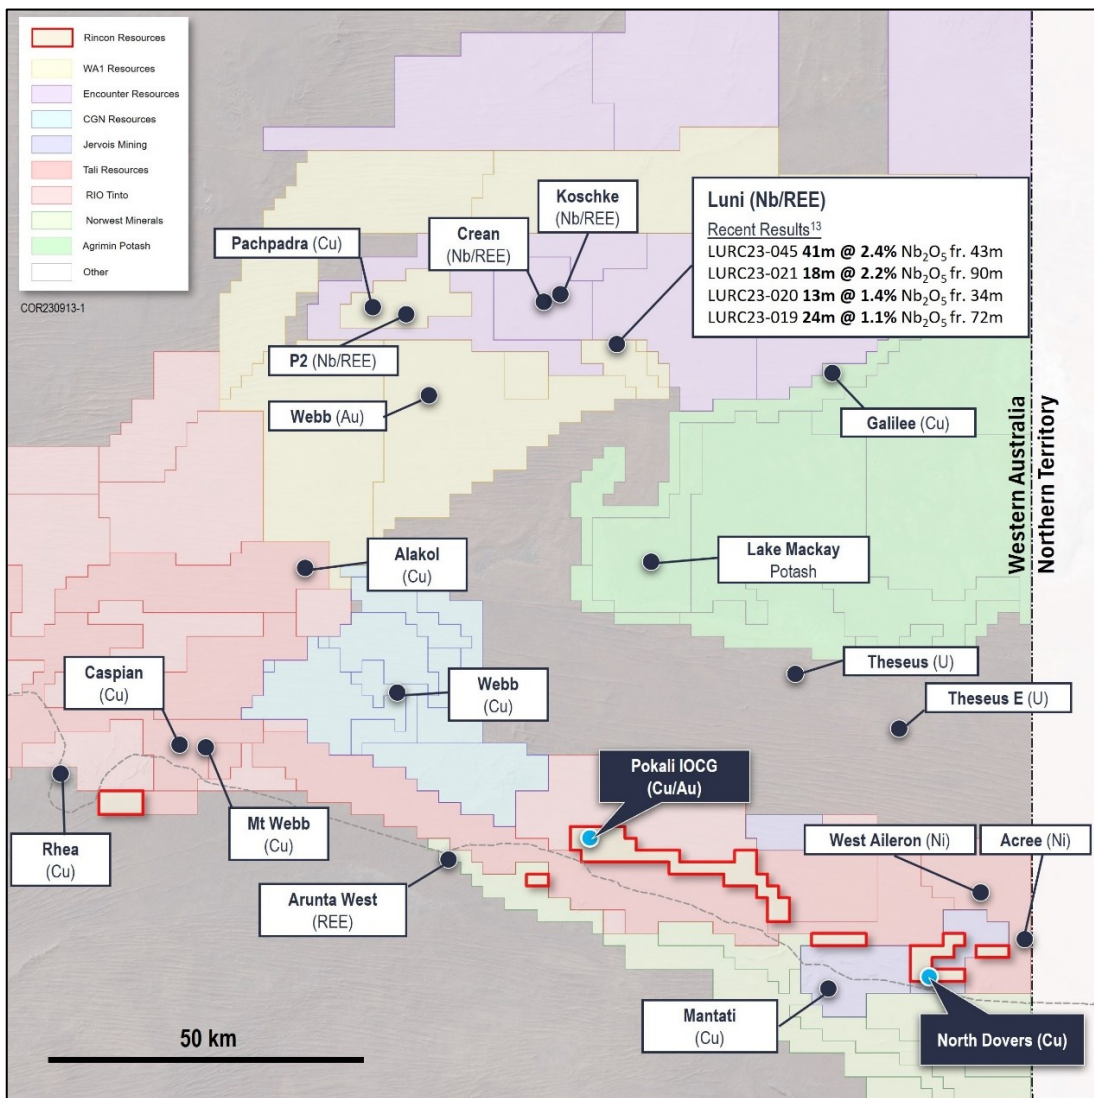 Rincon Resources
WA1 Resources
Encounter Resources
CGN Resources
Jervois Mining
Tali Resources
RIO Tinto
Norwest Minerals
Agrimin Potash
Other
COR230913-1
Koschke
(Nb/REE)
Crean
(Nb/REE)
Pachpadra (Cu)
Luni (Nb/REE)
Recent Results¹³
LURC23-045 41m @ 2.4% Nb₂O₅ fr. 43m
LURC23-021 18m @ 2.2% Nb₂O₅ fr. 90m
LURC23-020 13m @ 1.4% Nb₂O₅ fr. 34m
LURC23-019 24m @ 1.1% Nb₂O₅ fr. 72m
P2 (Nb/REE)
Webb (Au)
Galilee (Cu)
Western Australia
Northern Territory
Alakol
(Cu)
Lake Mackay
Potash
Caspian
(Cu)
Webb
(Cu)
Theseus (U)
Theseus E (U)
Pokali IOCG
(Cu/Au)
Rhea
(Cu)
Mt Webb
(Cu)
West Aileron (Ni)
Acree (Ni)
Arunta West
(REE)
Mantati
(Cu)
North Dovers (Cu)
50 km